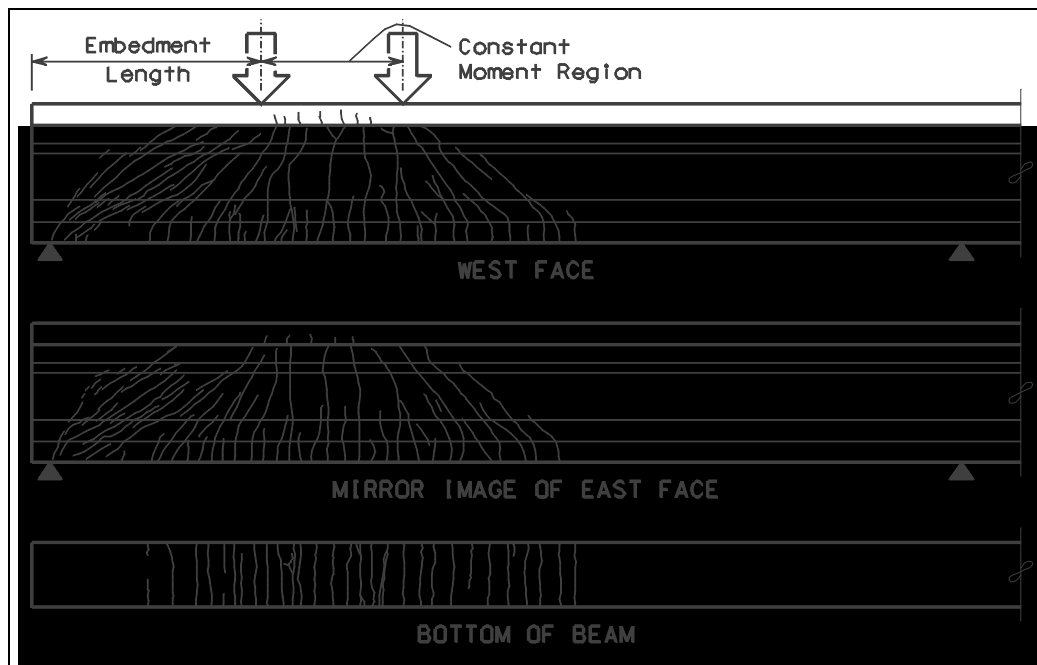 Embedment
Length
Constant
Moment Region
WEST FACE
MIRROR IMAGE OF EAST FACE
BOTTOM OF BEAM